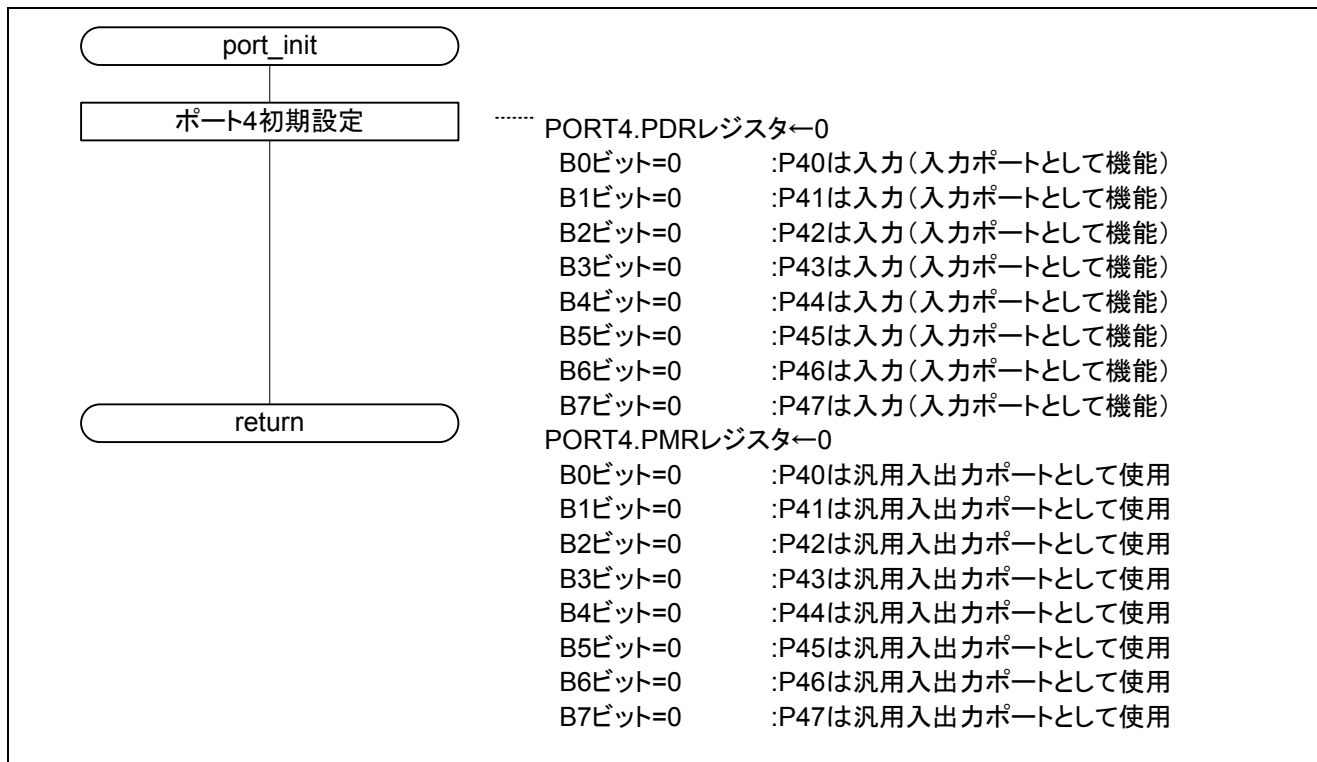 port_init
ポート4初期設定
return
PORT4.PDRレジスタ←0
B0ビット=0 :P40は入力(入力ポートとして機能)
B1ビット=0 :P41は入力(入力ポートとして機能)
B2ビット=0 :P42は入力(入力ポートとして機能)
B3ビット=0 :P43は入力(入力ポートとして機能)
B4ビット=0 :P44は入力(入力ポートとして機能)
B5ビット=0 :P45は入力(入力ポートとして機能)
B6ビット=0 :P46は入力(入力ポートとして機能)
B7ビット=0 :P47は入力(入力ポートとして機能)
PORT4.PMRレジスタ←0
B0ビット=0 :P40は汎用入出力ポートとして使用
B1ビット=0 :P41は汎用入出力ポートとして使用
B2ビット=0 :P42は汎用入出力ポートとして使用
B3ビット=0 :P43は汎用入出力ポートとして使用
B4ビット=0 :P44は汎用入出力ポートとして使用
B5ビット=0 :P45は汎用入出力ポートとして使用
B6ビット=0 :P46は汎用入出力ポートとして使用
B7ビット=0 :P47は汎用入出力ポートとして使用